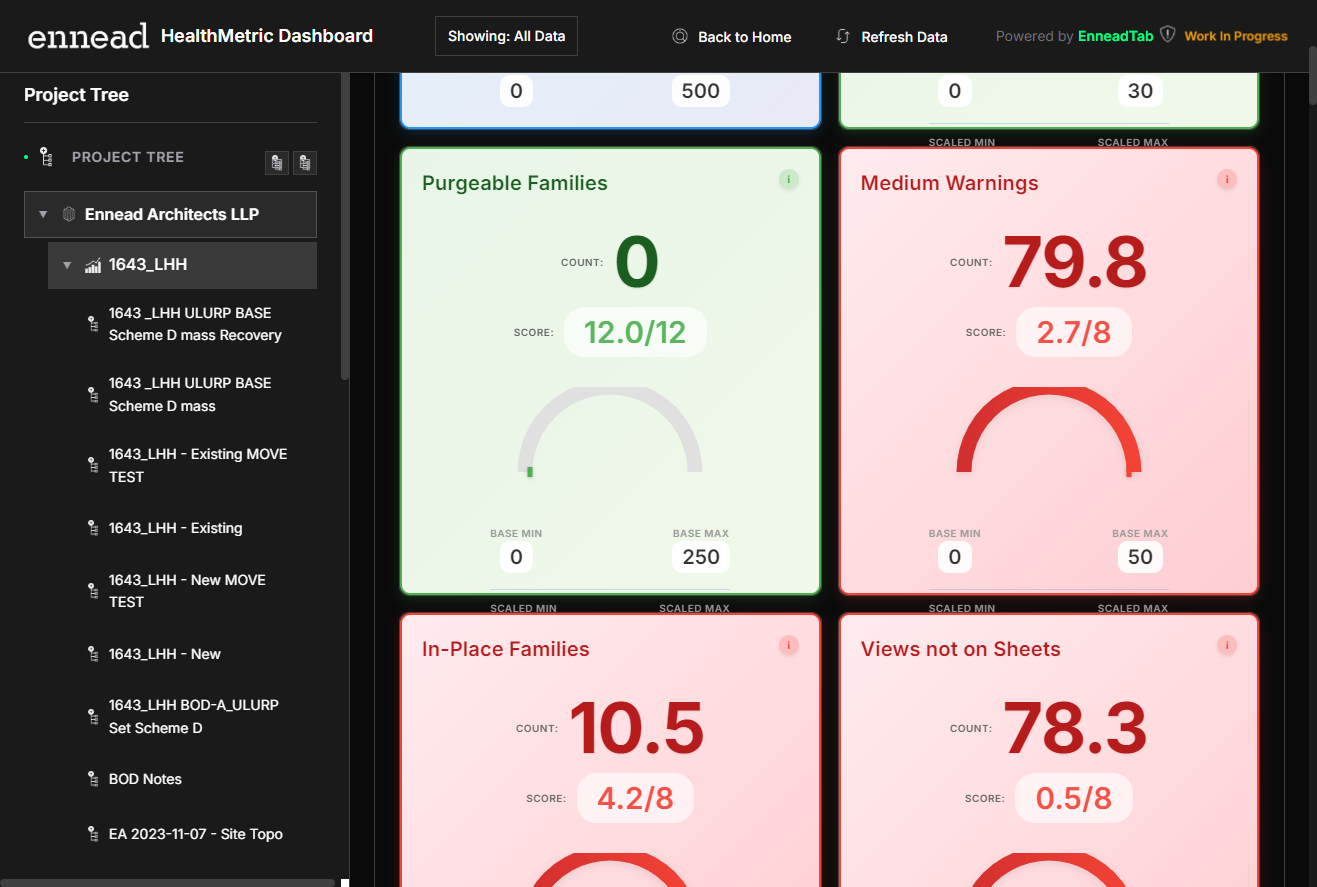 ennead HealthMetric Dashboard
Showing: All Data
Back to Home
Refresh Data
Powered by EnneadTab
Work In Progress
Project Tree
PROJECT TREE
Ennead Architects LLP
1643_LHH
1643 _LHH ULURP BASE
Scheme D mass Recovery
1643 _LHH ULURP BASE
Scheme D mass
1643_LHH - Existing MOVE
TEST
1643_LHH - Existing
1643_LHH - New MOVE
TEST
1643_LHH - New
1643_LHH BOD-A_ULURP
Set Scheme D
BOD Notes
EA 2023-11-07 - Site Topo
0 500
0 30
SCALED MIN SCALED MAX
Purgeable Families i
COUNT: 0
SCORE: 12.0/12
BASE MIN BASE MAX
0 250
SCALED MIN SCALED MAX
Medium Warnings i
COUNT: 79.8
SCORE: 2.7/8
BASE MIN BASE MAX
0 50
SCALED MIN SCALED MAX
In-Place Families i
COUNT: 10.5
SCORE: 4.2/8
Views not on Sheets i
COUNT: 78.3
SCORE: 0.5/8